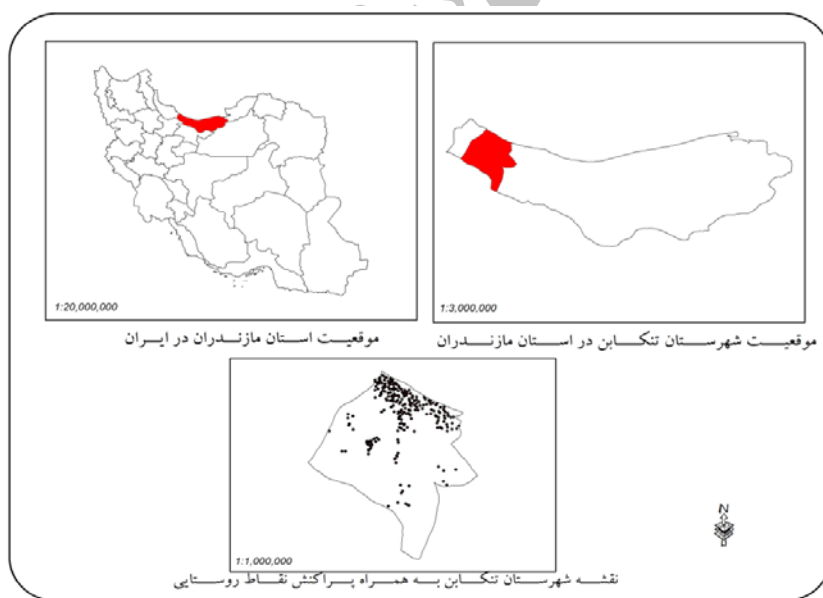 1:20,000,000
1:3,000,000
موقعیت استان مازندران در ایران
موقعیت شهرستان تنکابن در استان مازندران
1:1,000,000
N
نقشه شهرستان تنکابن به همراه پراکنش نقاط روستایی